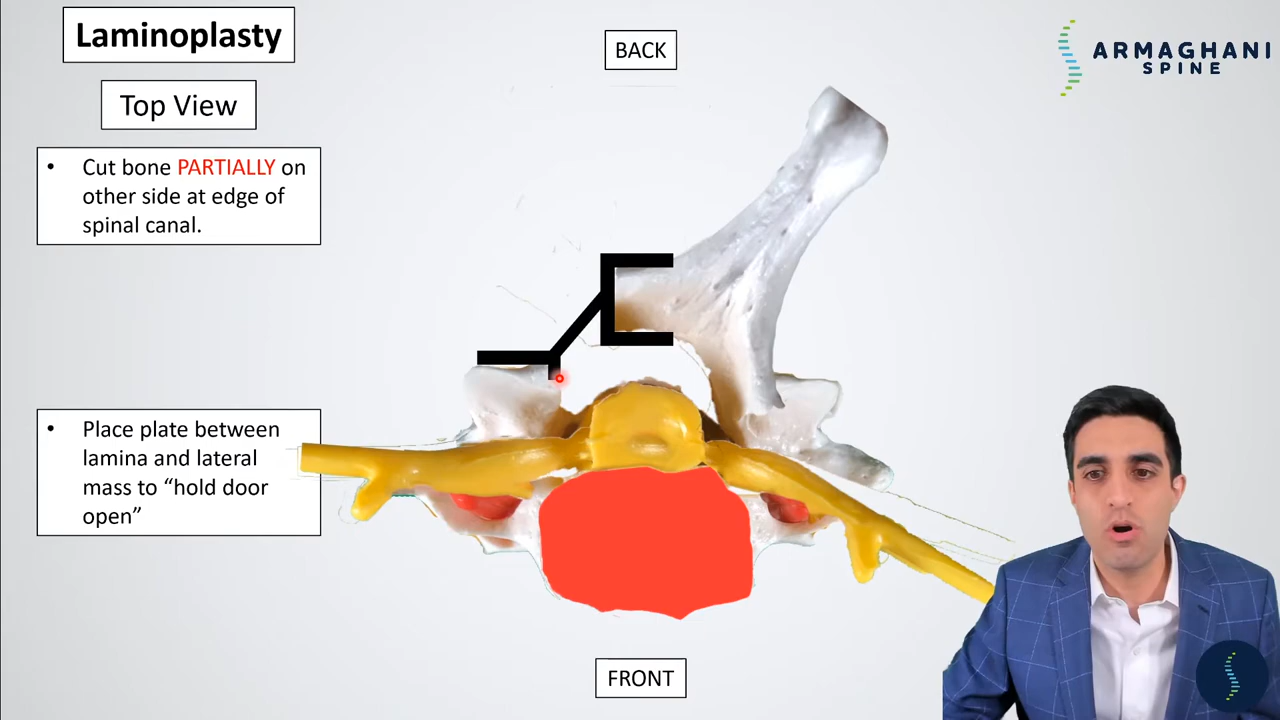 Laminoplasty
BACK
ARMAGHANI
SPINE
Top View
• Cut bone PARTIALLY on
other side at edge of
spinal canal.
• Place plate between
lamina and lateral
mass to “hold door
open”
FRONT